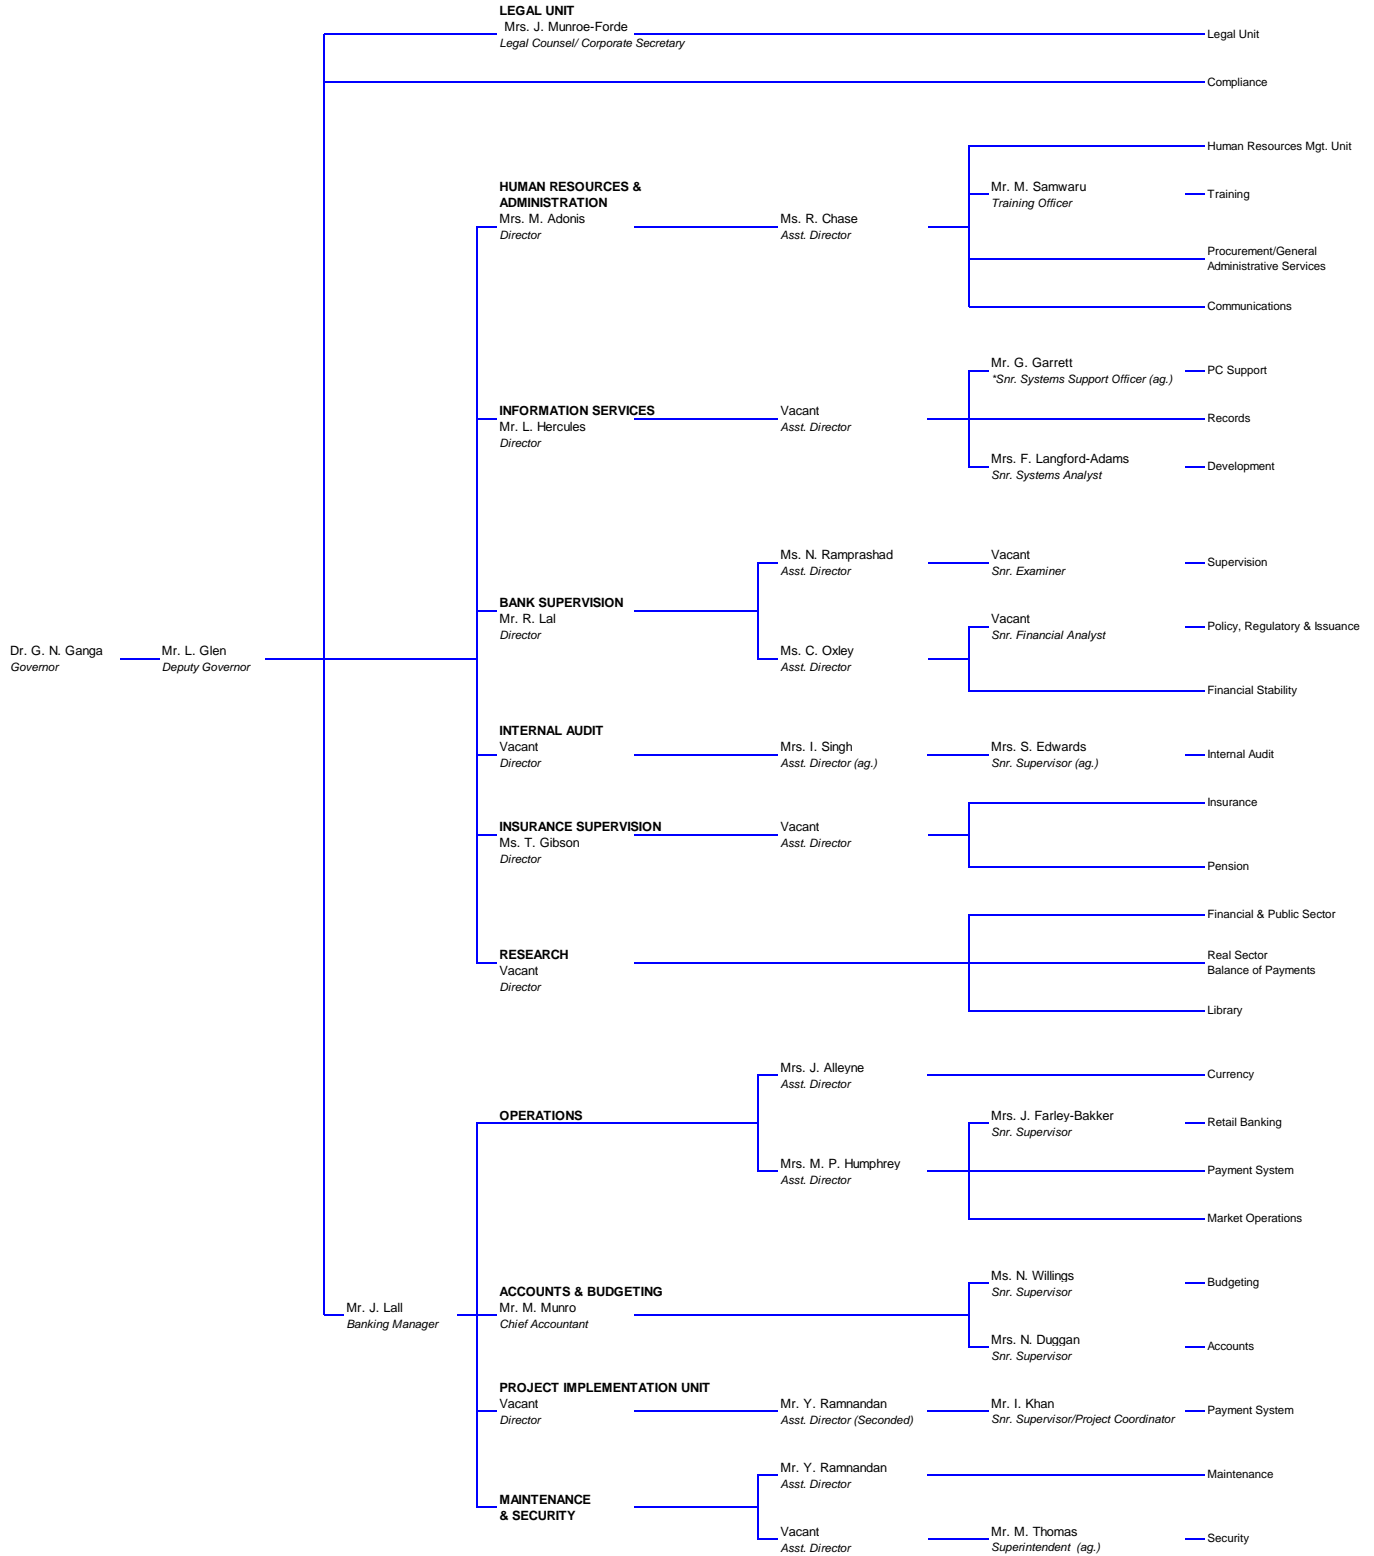 LEGAL UNIT
Mrs. J. Munroe-Forde
Legal Counsel/ Corporate Secretary
Legal Unit
Compliance
Human Resources Mgt. Unit
HUMAN RESOURCES &
ADMINISTRATION
Mrs. M. Adonis
Director
Ms. R. Chase
Asst. Director
Mr. M. Samwaru
Training Officer
Training
Procurement/General
Administrative Services
Communications
INFORMATION SERVICES
Mr. L. Hercules
Director
Vacant
Asst. Director
Mr. G. Garrett
*Snr. Systems Support Officer (ag.)
PC Support
Records
Mrs. F. Langford-Adams
Snr. Systems Analyst
Development
BANK SUPERVISION
Mr. R. Lal
Director
Ms. N. Ramprashad
Asst. Director
Vacant
Snr. Examiner
Supervision
Ms. C. Oxley
Asst. Director
Vacant
Snr. Financial Analyst
Policy, Regulatory & Issuance
Financial Stability
Dr. G. N. Ganga
Governor
Mr. L. Glen
Deputy Governor
INTERNAL AUDIT
Vacant
Director
Mrs. I. Singh
Asst. Director (ag.)
Mrs. S. Edwards
Snr. Supervisor (ag.)
Internal Audit
INSURANCE SUPERVISION
Ms. T. Gibson
Director
Vacant
Asst. Director
Insurance
Pension
RESEARCH
Vacant
Director
Financial & Public Sector
Real Sector
Balance of Payments
Library
OPERATIONS
Mrs. J. Alleyne
Asst. Director
Currency
Mrs. M. P. Humphrey
Asst. Director
Mrs. J. Farley-Bakker
Snr. Supervisor
Retail Banking
Payment System
Market Operations
Mr. J. Lall
Banking Manager
ACCOUNTS & BUDGETING
Mr. M. Munro
Chief Accountant
Ms. N. Willings
Snr. Supervisor
Budgeting
Mrs. N. Duggan
Snr. Supervisor
Accounts
PROJECT IMPLEMENTATION UNIT
Vacant
Director
Mr. Y. Ramnandan
Asst. Director (Seconded)
Mr. I. Khan
Snr. Supervisor/Project Coordinator
Payment System
MAINTENANCE
& SECURITY
Mr. Y. Ramnandan
Asst. Director
Maintenance
Vacant
Asst. Director
Mr. M. Thomas
Superintendent (ag.)
Security